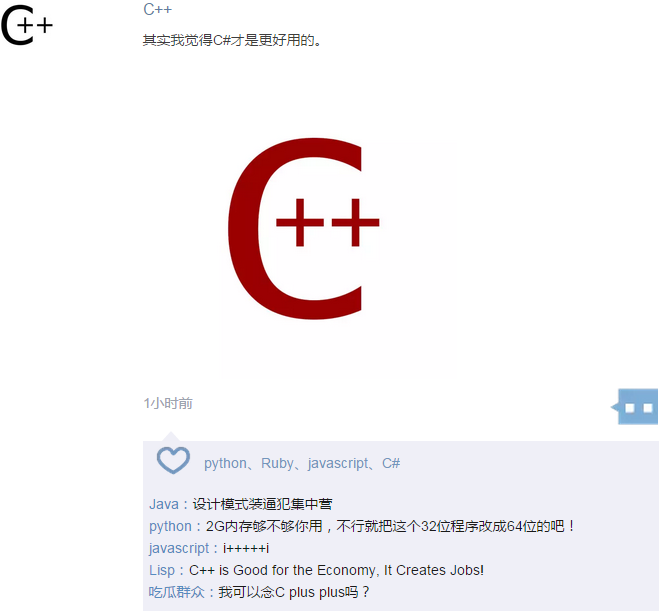 C++
C++
其实我觉得C#才是更好用的。
C++
1小时前
python、Ruby、javascript、C#
Java：设计模式装逼犯集中营
python：2G内存够不够你用，不行就把这个32位程序改成64位的吧！
javascript：i+++++i
Lisp：C++ is Good for the Economy, It Creates Jobs!
吃瓜群众：我可以念C plus plus吗？